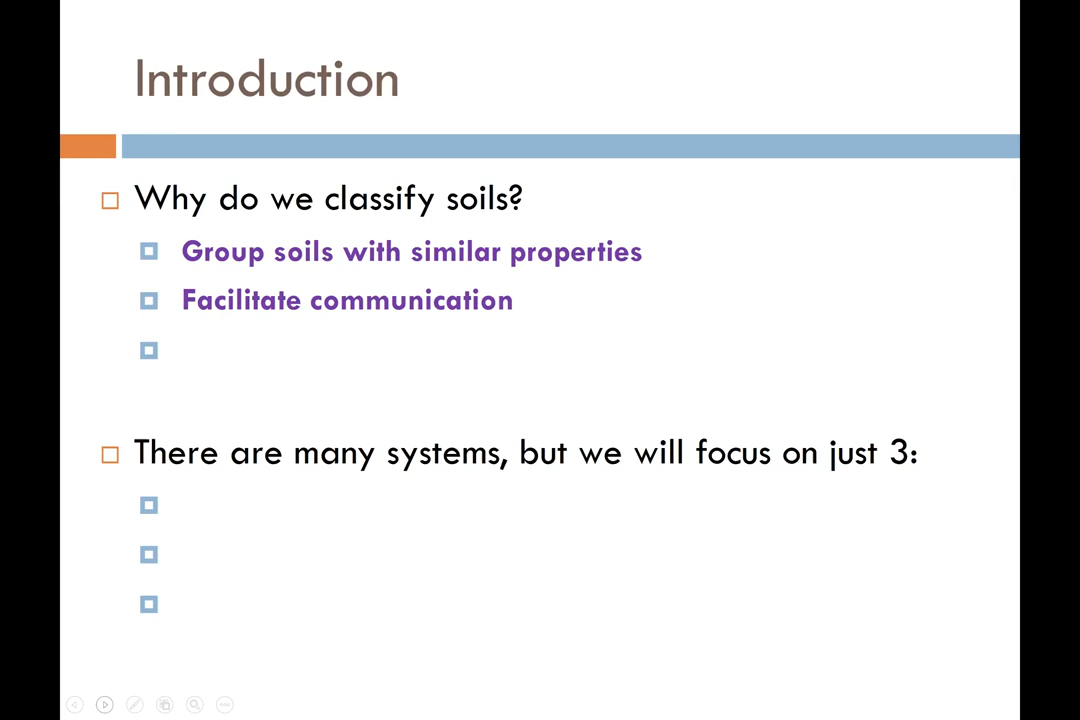 Introduction
Why do we classify soils?
Group soils with similar properties
Facilitate communication
There are many systems, but we will focus on just 3: